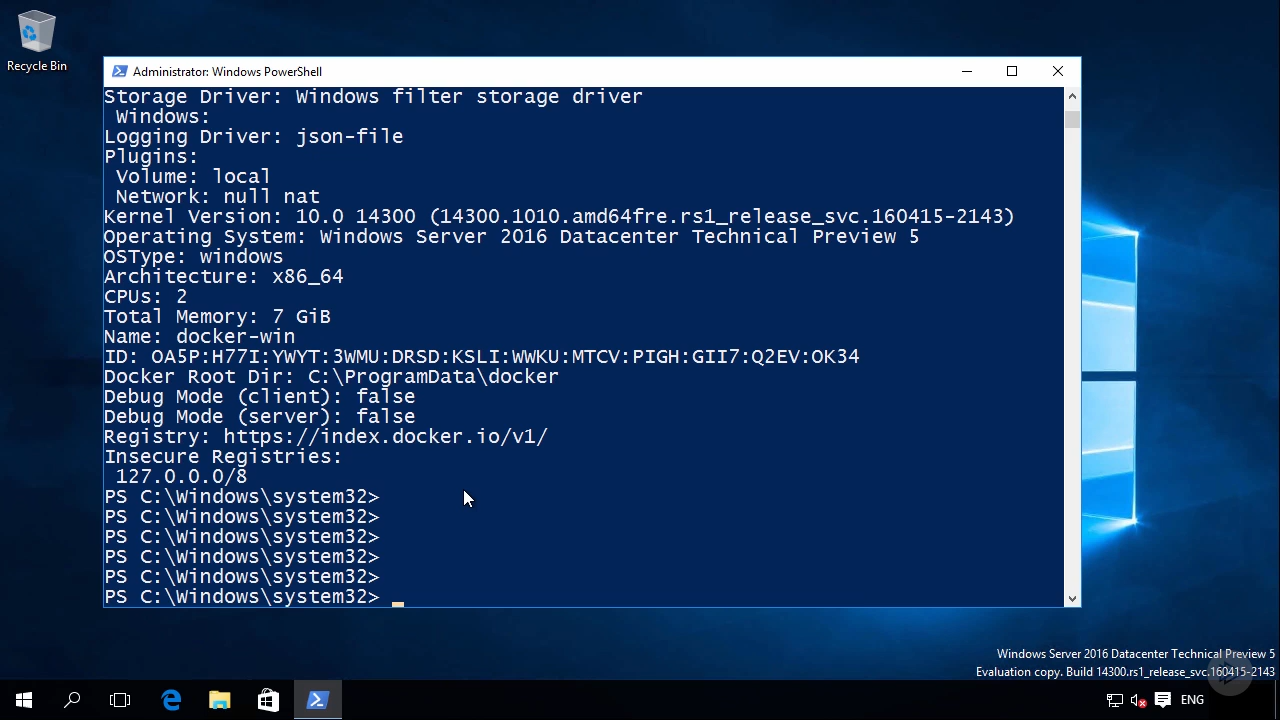 Recycle Bin
Administrator: Windows PowerShell
Storage Driver: Windows filter storage driver
 Windows:
Logging Driver: json-file
Plugins:
 Volume: local
 Network: null nat
Kernel Version: 10.0 14300 (14300.1010.amd64fre.rs1_release_svc.160415-2143)
Operating System: Windows Server 2016 Datacenter Technical Preview 5
OSType: windows
Architecture: x86_64
CPUs: 2
Total Memory: 7 GiB
Name: docker-win
ID: OA5P:H77I:YWYT:3WMU:DRSD:KSLI:WWKU:MTCV:PIGH:GII7:Q2EV:OK34
Docker Root Dir: C:\ProgramData\docker
Debug Mode (client): false
Debug Mode (server): false
Registry: https://index.docker.io/v1/
Insecure Registries:
 127.0.0.0/8
PS C:\Windows\system32>
PS C:\Windows\system32>
PS C:\Windows\system32>
PS C:\Windows\system32>
PS C:\Windows\system32>
PS C:\Windows\system32>
Windows Server 2016 Datacenter Technical Preview 5
Evaluation copy. Build 14300.rs1_release_svc.160415-2143
ENG